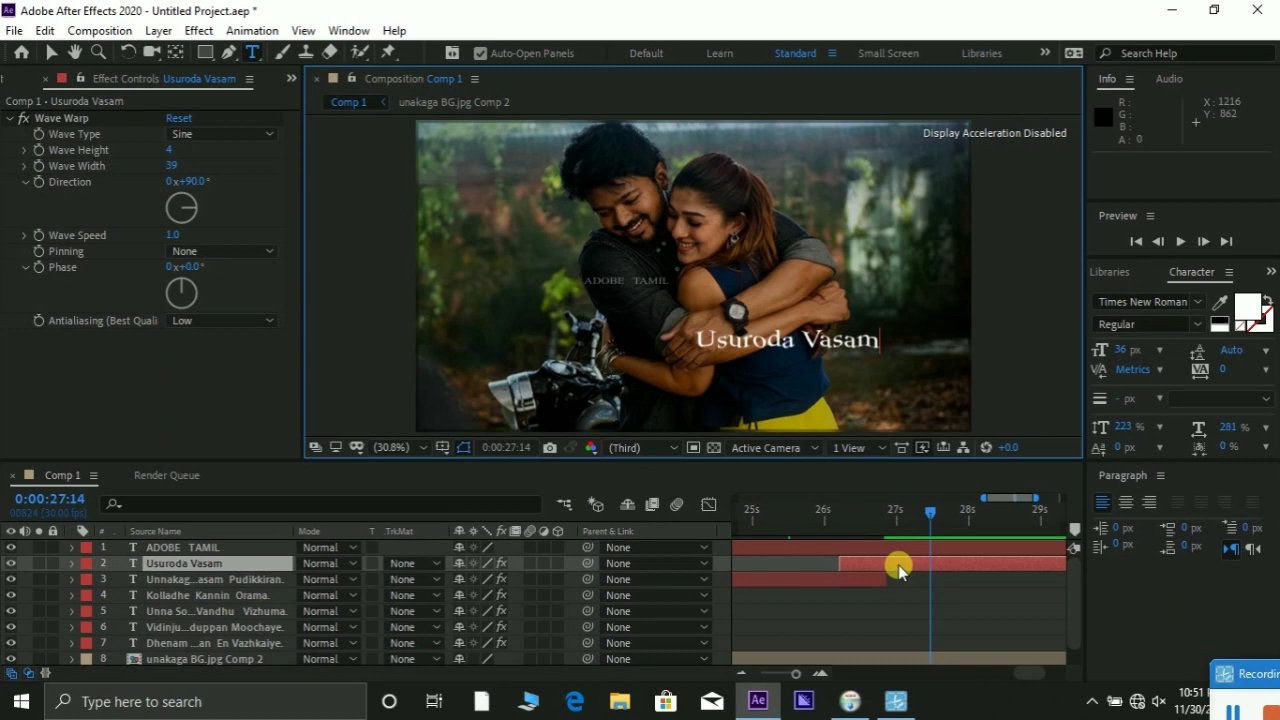 Adobe After Effects 2020 - Untitled Project.aep *
File Edit Composition Layer Effect Animation View Window Help
Auto-Open Panels Default Learn Standard Small Screen Libraries Search Help
Effect Controls Usuroda Vasam
Comp 1 • Usuroda Vasam
fx Wave Warp Reset
Wave Type Sine
Wave Height 4
Wave Width 39
Direction 0x+90.0°
Wave Speed 1.0
Pinning None
Phase 0x+0.0°
Antialiasing (Best Quali Low
Composition Comp 1
Comp 1 unakaga BG.jpg Comp 2
Display Acceleration Disabled
ADOBE TAMIL
Usuroda Vasam
(30.8%) 0:00:27:14 (Third) Active Camera 1 View +0.0
Info Audio
R: X: 1216
G: Y: 862
B:
A: 0
Preview
Libraries Character
Times New Roman
Regular
36 px Auto
Metrics 0
- px
223 % 281 %
0 px 0 %
Paragraph
0 px 0 px 0 px
0 px 0 px
Comp 1 Render Queue
0:00:27:14
00824 (30.00 fps)
25s 26s 27s 28s 29s
# Source Name Mode T .TrkMat Parent & Link
1 T ADOBE TAMIL Normal None
2 T Usuroda Vasam Normal None None
3 T Unnakag...asam Pudikkiran. Normal None None
4 T Kolladhe Kannin Orama. Normal None None
5 T Unna So...Vandhu Vizhuma. Normal None None
6 T Vidinju...duppan Moochaye. Normal None None
7 T Dhenam ...an En Vazhkaiye. Normal None None
8 unakaga BG.jpg Comp 2 Normal None None
Recordin
Type here to search
10:51
11/30/2